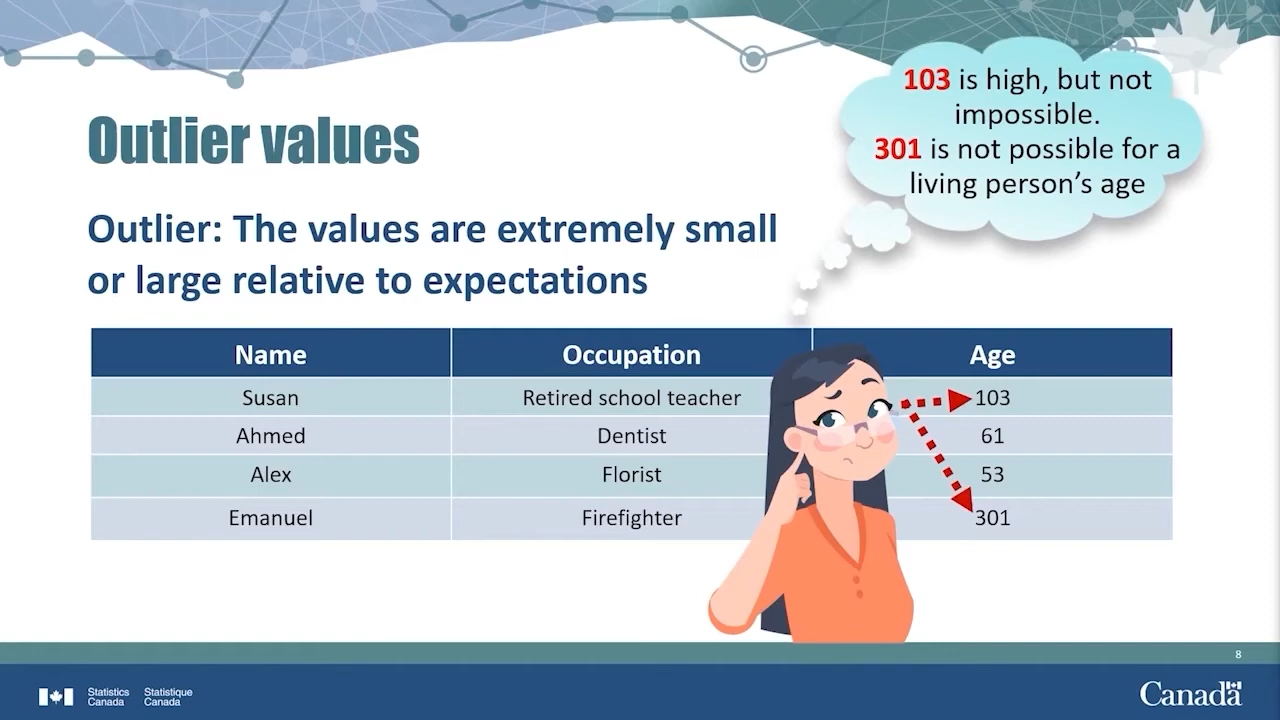 103 is high, but not
impossible.
301 is not possible for a
living person's age
Outlier values
Outlier: The values are extremely small
or large relative to expectations
Name Occupation Age
Susan Retired school teacher 103
Ahmed Dentist 61
Alex Florist 53
Emanuel Firefighter 301
8
Statistics Statistique
Canada Canada
Canada